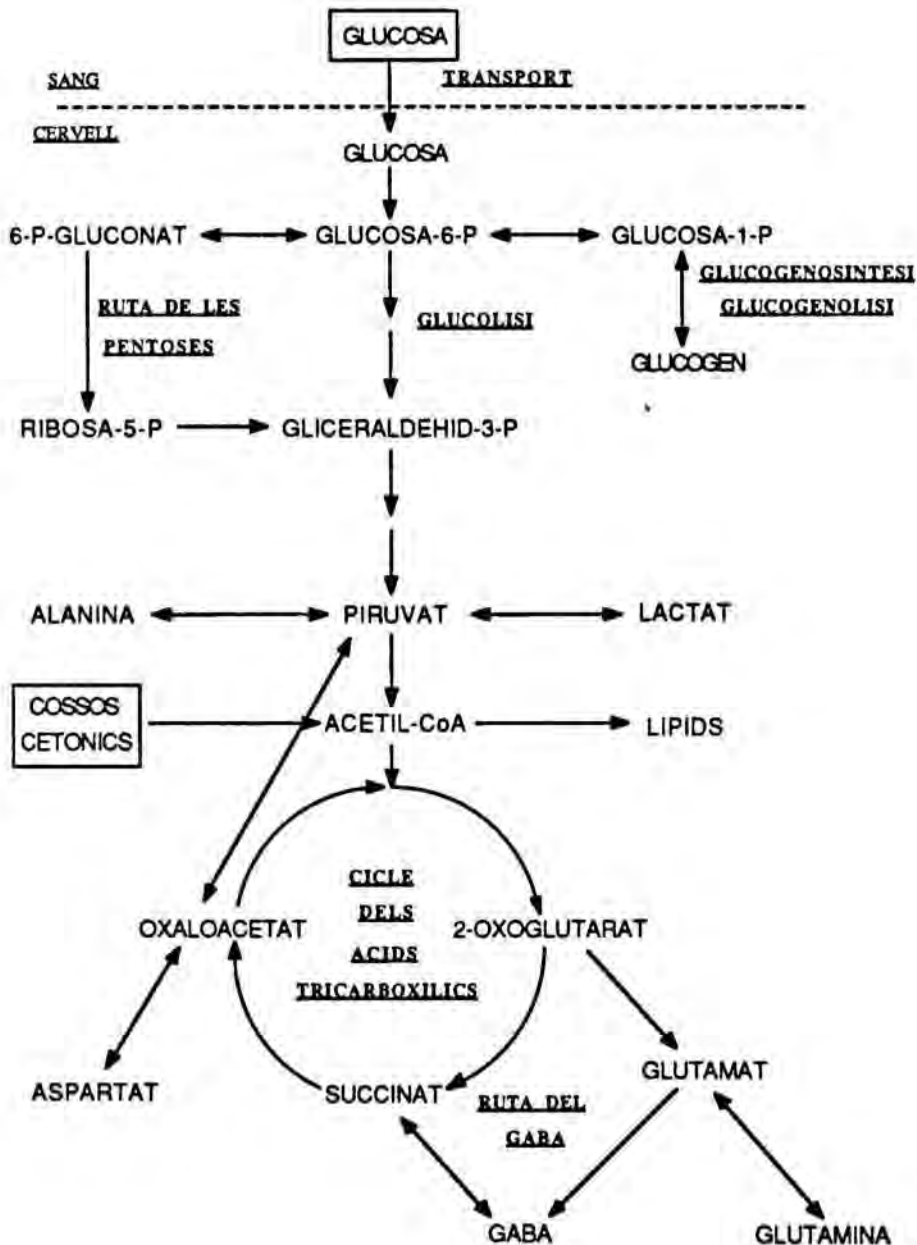 GLUCOSA
SANG
TRANSPORT
CERVELL
GLUCOSA
6-P-GLUCONAT
GLUCOSA-6-P
GLUCOSA-1-P
GLUCOGENOSINTESI
RUTA DE LES
GLUCOLISI
GLUCOGENOLISI
PENTOSES
GLUCOGEN
RIBOSA-5-P
GLICERALDEHID-3-P
ALANINA
PIRUVAT
LACTAT
COSSOS
CETONICS
ACETIL-CoA
LIPIDS
CICLE
DELS
ACIDS
TRICARBOXILICS
OXALOACETAT
2-OXOGLUTARAT
ASPARTAT
SUCCINAT
GLUTAMAT
RUTA DEL
GABA
GABA
GLUTAMINA